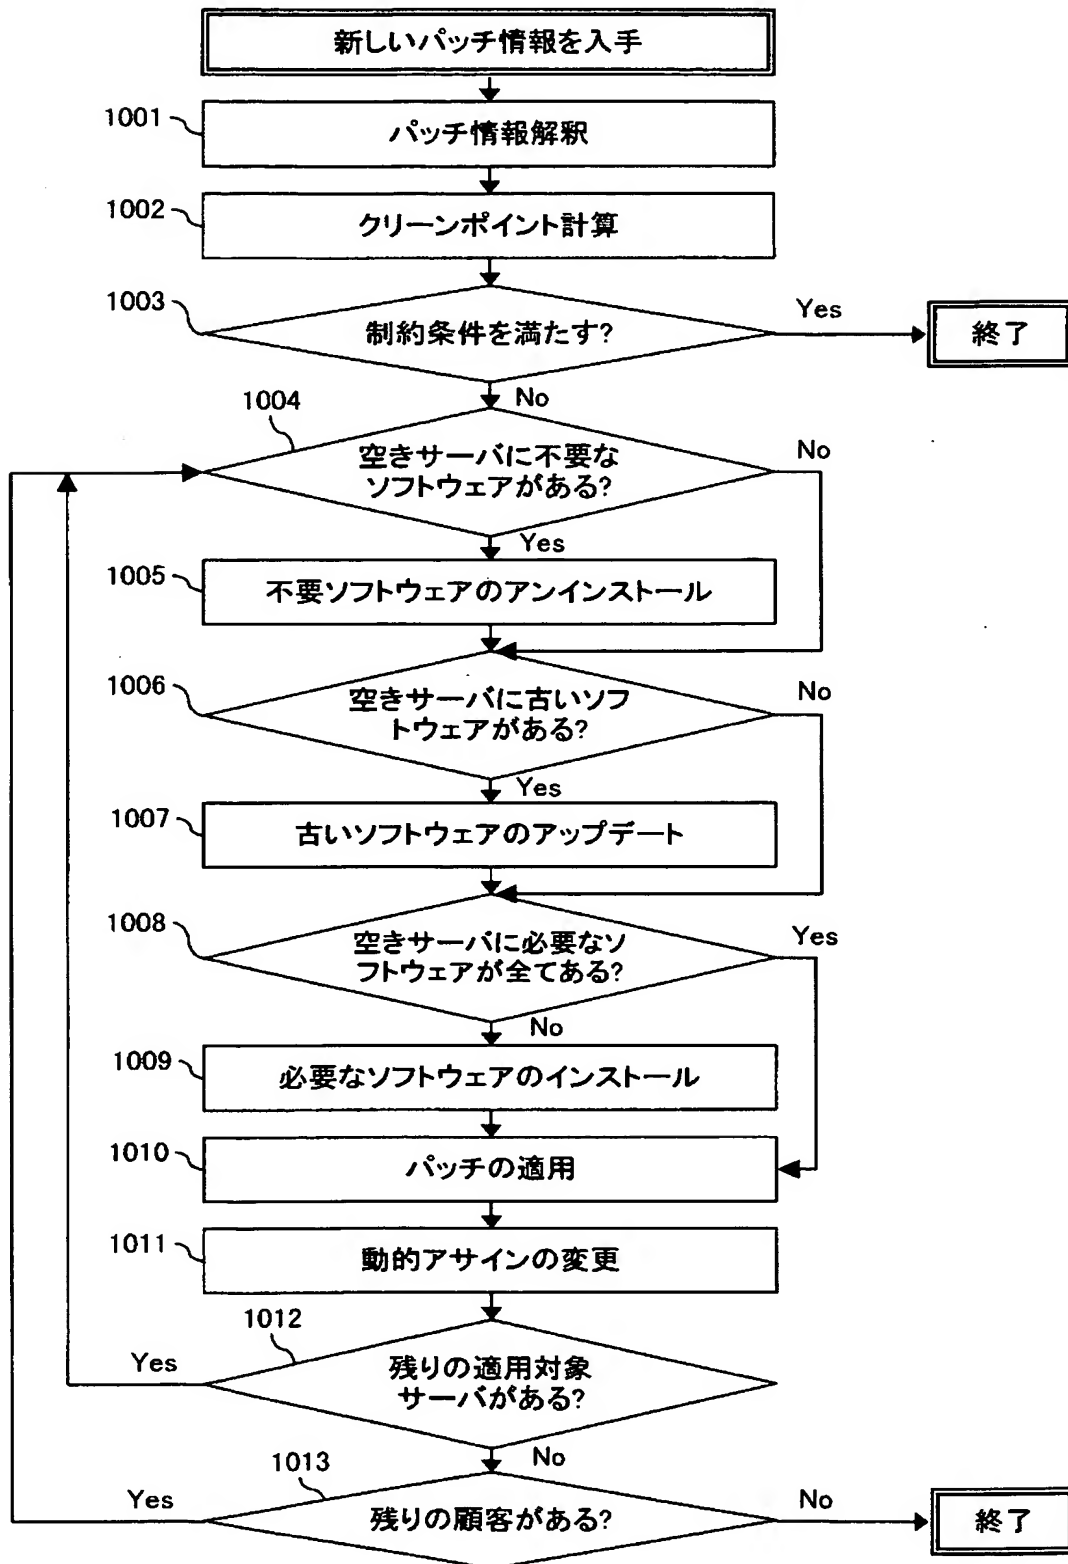 新しいパッチ情報を入手
1001
パッチ情報解釈
1002
クリーンポイント計算
1003
制約条件を満たす?
Yes
終了
No
1004
空きサーバに不要な
ソフトウェアがある?
No
Yes
1005
不要ソフトウェアのアンインストール
1006
空きサーバに古いソフ
トウェアがある?
No
Yes
1007
古いソフトウェアのアップデート
1008
空きサーバに必要なソ
フトウェアが全てある?
Yes
No
1009
必要なソフトウェアのインストール
1010
パッチの適用
1011
動的アサインの変更
1012
残りの適用対象
サーバがある?
Yes
No
1013
残りの顧客がある?
Yes
No
終了